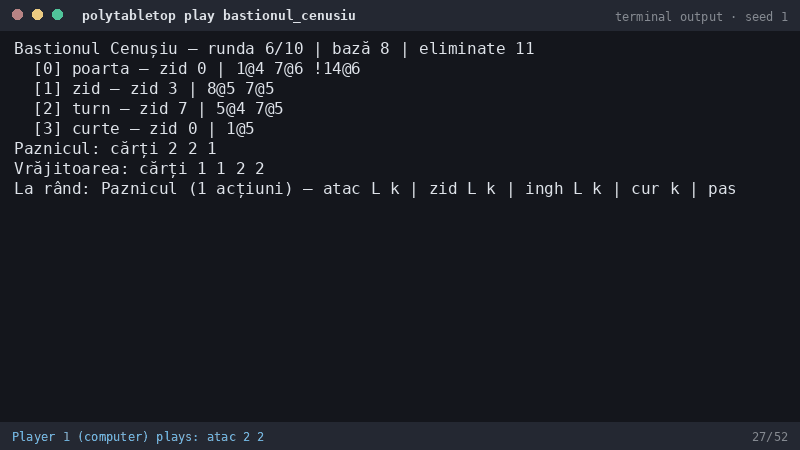 polytabletop play bastionul_cenusiu
terminal output · seed 1
Bastionul Cenușiu — runda 6/10 | bază 8 | eliminate 11
[0] poarta — zid 0 | 1@4 7@6 !14@6
[1] zid — zid 3 | 8@5 7@5
[2] turn — zid 7 | 5@4 7@5
[3] curte — zid 0 | 1@5
Paznicul: cărți 2 2 1
Vrăjitoarea: cărți 1 1 2 2
La rând: Paznicul (1 acțiuni) — atac L k | zid L k | ingh L k | cur k | pas
Player 1 (computer) plays: atac 2 2
27/52